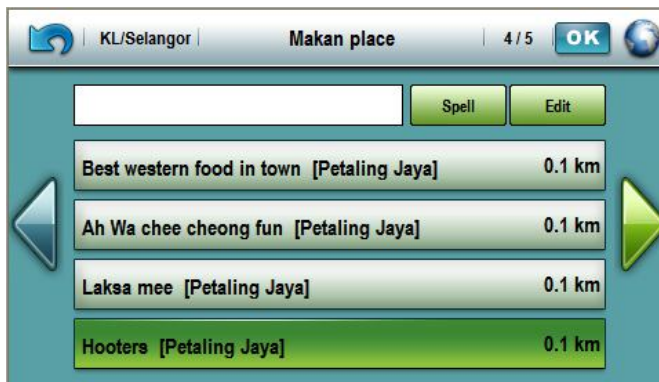 KL/Selangor Makan place 4/5 OK
Spell Edit
Best western food in town [Petaling Jaya] 0.1 km
Ah Wa chee cheong fun [Petaling Jaya] 0.1 km
Laksa mee [Petaling Jaya] 0.1 km
Hooters [Petaling Jaya] 0.1 km